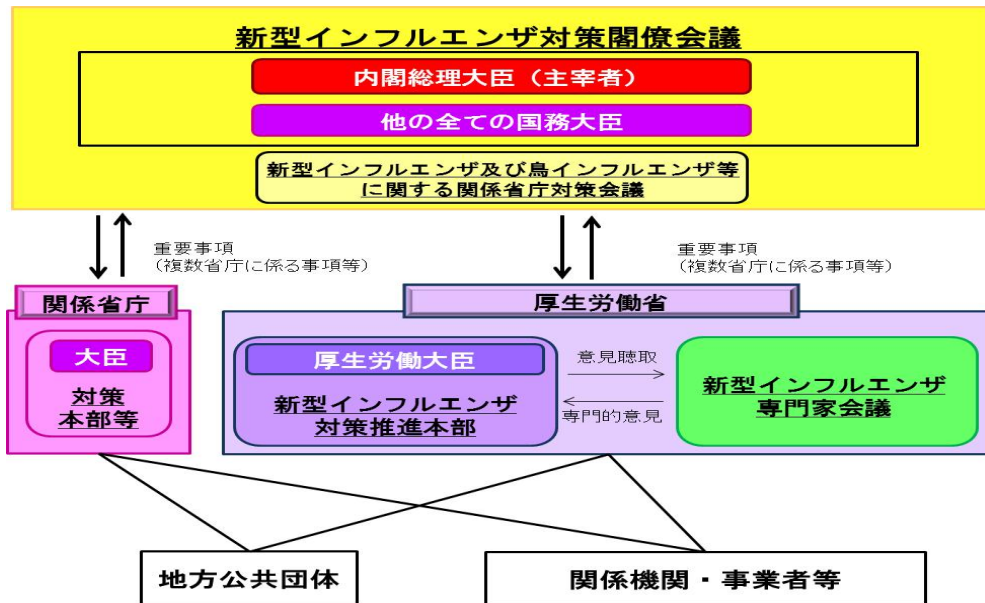 新型インフルエンザ対策閣僚会議
内閣総理大臣（主宰者）
他の全ての国務大臣
新型インフルエンザ及び鳥インフルエンザ等
に関する関係省庁対策会議
重要事項
（複数省庁に係る事項等）
重要事項
（複数省庁に係る事項等）
関係省庁
大臣
対策
本部等
厚生労働省
厚生労働大臣
新型インフルエンザ
対策推進本部
意見聴取
専門的意見
新型インフルエンザ
専門家会議
地方公共団体
関係機関・事業者等